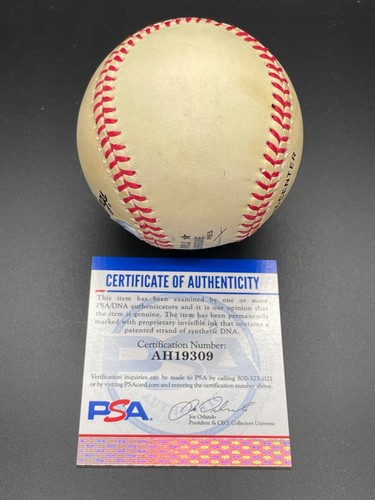 CENTER
CERTIFICATE OF AUTHENTICITY
This item has been examined by one or more
PSA/DNA authenticators and it is our opinion that
the item is genuine. The item has been permanently
marked with proprietary invisible ink that contains a
patented strand of synthetic DNA.
Certification Number:
AH19309
Verification inquiries can be made to PSA by calling 800-325-1121
or by visiting PSAcard.com and entering the certification number above.
PSA
Joe Orlando
President & CEO, Collectors Universe